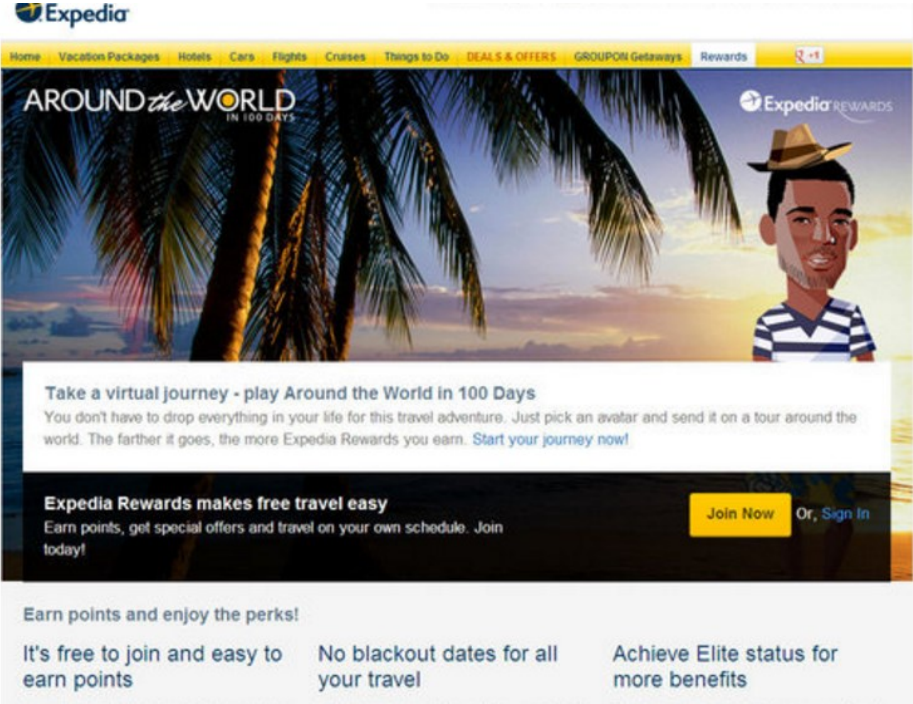 Expedia
Home Vacation Packages Hotels Cars Flights Cruises Things to Do DEALS & OFFERS GROUPON Getaways Rewards +1
AROUND the WORLD
IN 100 DAYS
Expedia REWARDS
Take a virtual journey - play Around the World in 100 Days
You don't have to drop everything in your life for this travel adventure. Just pick an avatar and send it on a tour around the
world. The farther it goes, the more Expedia Rewards you earn. Start your journey now!
Expedia Rewards makes free travel easy
Earn points, get special offers and travel on your own schedule. Join
today!
Join Now Or, Sign In
Earn points and enjoy the perks!
It's free to join and easy to
earn points
No blackout dates for all
your travel
Achieve Elite status for
more benefits